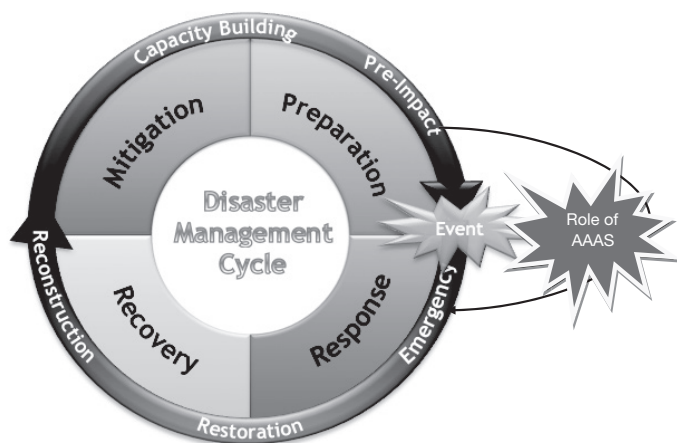 Capacity Building
Pre-Impact
Mitigation
Preparation
Disaster
Management
Cycle
Event
Role of
AAAS
Reconstruction
Recovery
Response
Emergency
Restoration